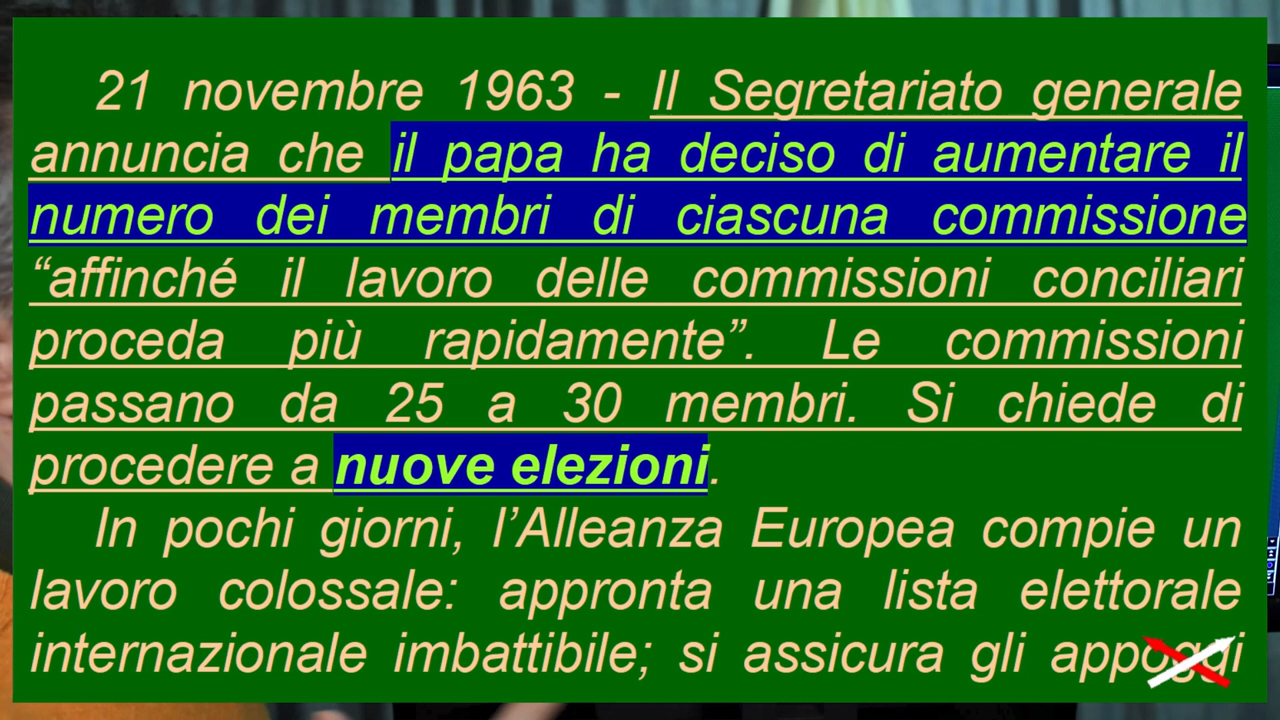 21 novembre 1963 - Il Segretariato generale
annuncia che il papa ha deciso di aumentare il
numero dei membri di ciascuna commissione
“affinché il lavoro delle commissioni conciliari
proceda più rapidamente”. Le commissioni
passano da 25 a 30 membri. Si chiede di
procedere a nuove elezioni.
In pochi giorni, l’Alleanza Europea compie un
lavoro colossale: appronta una lista elettorale
internazionale imbattibile; si assicura gli appoggi